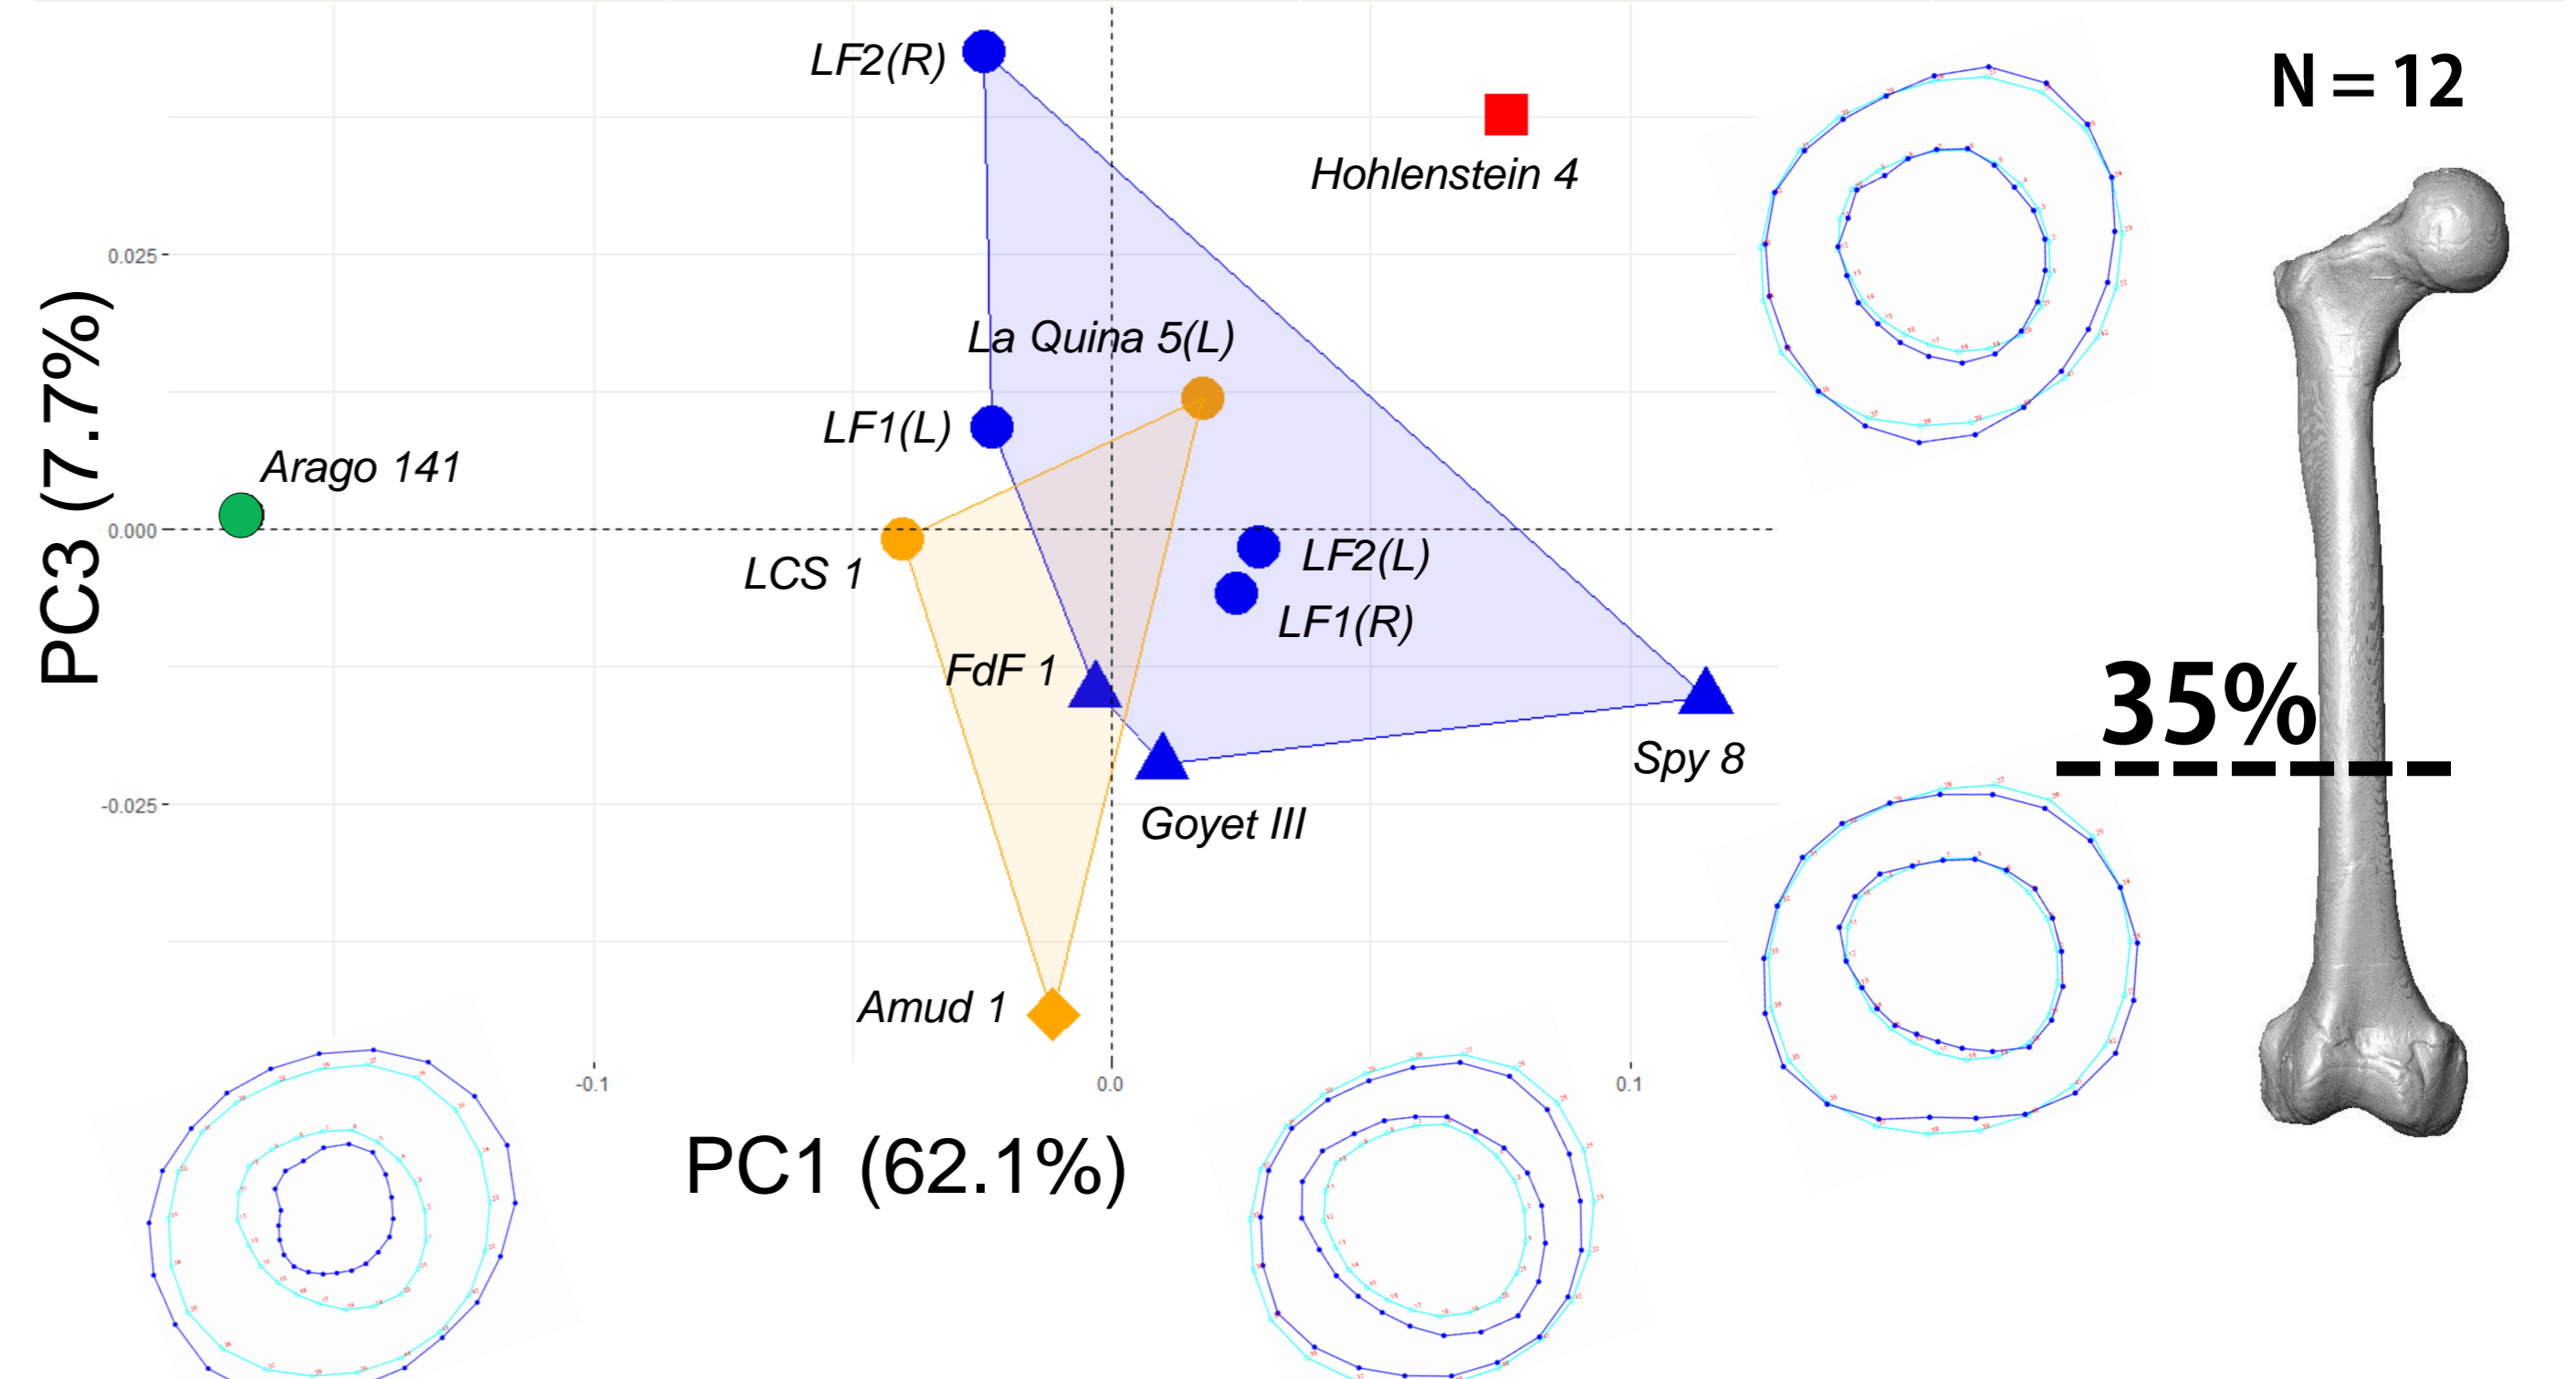 LF2(R)
N = 12
Hohlenstein 4
0.025
La Quina 5(L)
LF1(L)
Arago 141
0.000
LCS 1
LF2(L)
LF1(R)
FdF 1
35%
Spy 8
-0.025
Goyet III
Amud 1
-0.1
0.0
0.1
PC1 (62.1%)
PC3 (7.7%)